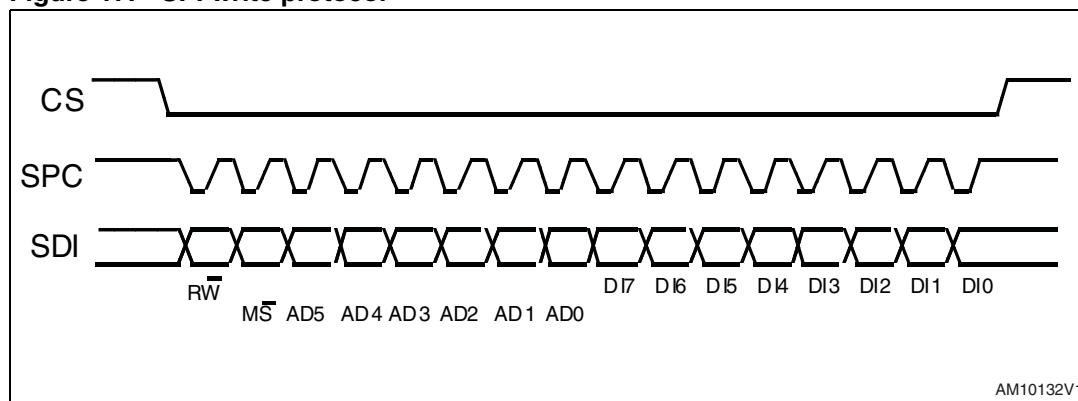 CS
SPC
SDI
RW DI7 DI6 DI5 DI4 DI3 DI2 DI1 DI0
MS AD5 AD4 AD3 AD2 AD1 AD0
AM10132V1